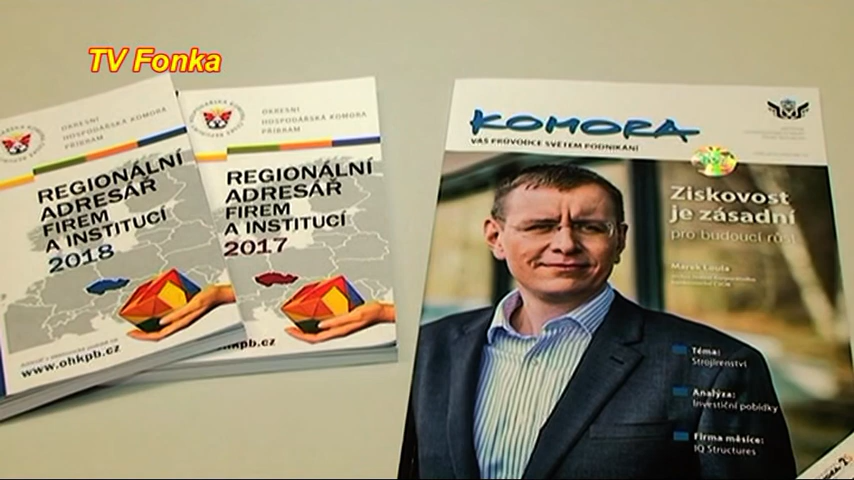 TV Fonka
OKRESNÍ
HOSPODÁŘSKÁ KOMORA
PŘÍBRAM
REGIONÁLNÍ
ADRESÁŘ
FIREM
A INSTITUCÍ
2018
www.ohkpb.cz
OKRESNÍ
HOSPODÁŘSKÁ KOMORA
PŘÍBRAM
REGIONÁLNÍ
ADRESÁŘ
FIREM
A INSTITUCÍ
2017
www.ohkpb.cz
KOMORA
VÁŠ PRŮVODCE SVĚTEM PODNIKÁNÍ
Ziskovost
je zásadní
pro budoucí růst
Marek Loula
Téma:
Strojírenství
Analýza:
Investiční pobídky
Firma měsíce:
IQ Structures